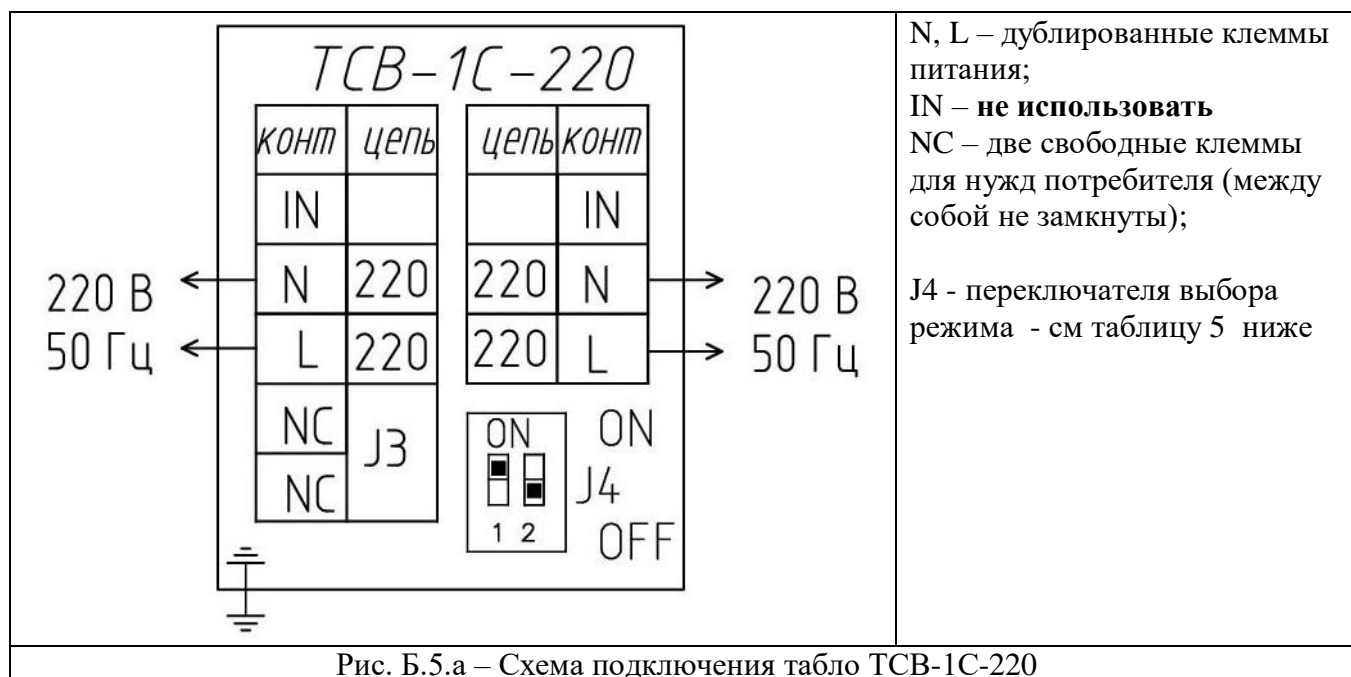 ТСВ-1С-220
конт цепь цепь конт
IN IN
220 В N 220 220 N 220 В
50 Гц L 220 220 L 50 Гц
NC J3
NC
ON ON
J4
1 2 OFF
N, L – дублированные клеммы
питания;
IN – не использовать
NC – две свободные клеммы
для нужд потребителя (между
собой не замкнуты);
J4 - переключателя выбора
режима - см таблицу 5 ниже
Рис. Б.5.а – Схема подключения табло ТСВ-1С-220